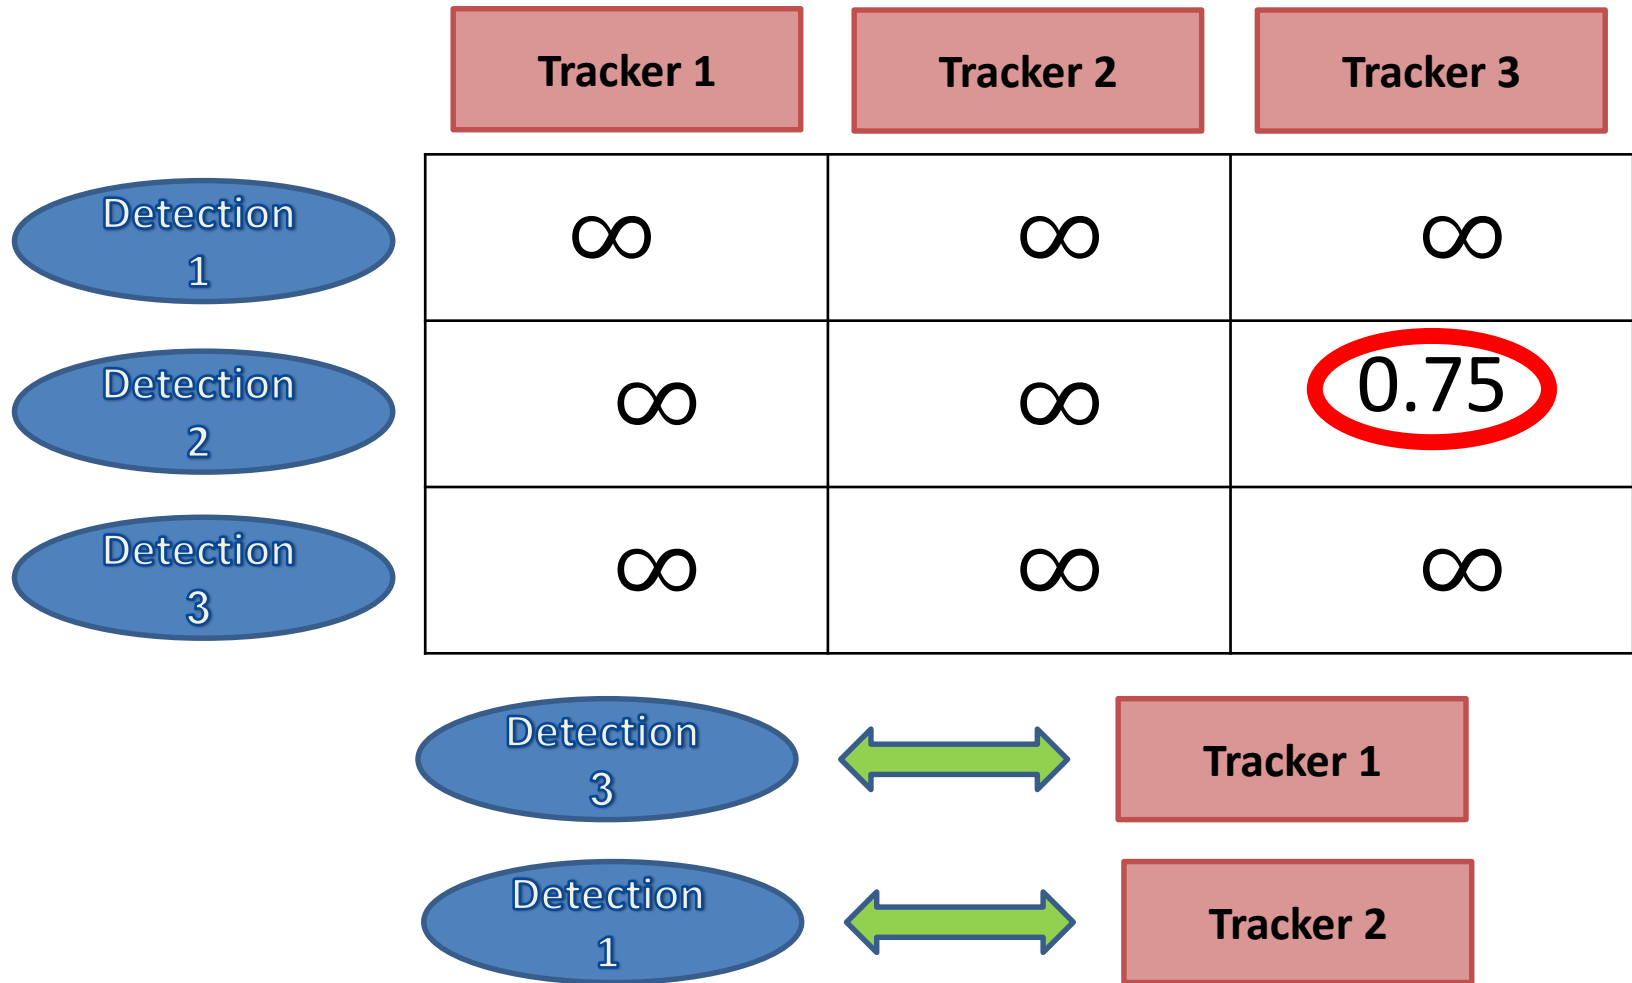 Tracker 1
Tracker 2
Tracker 3
Detection
1
∞
∞
∞
Detection
2
∞
∞
0.75
Detection
3
∞
∞
∞
Detection
3
Tracker 1
Detection
1
Tracker 2